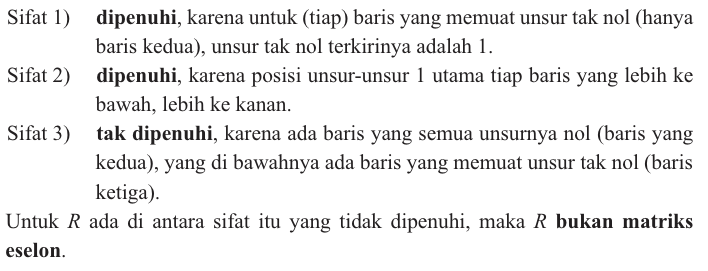 Sifat 1) dipenuhi, karena untuk (tiap) baris yang memuat unsur tak nol (hanya
baris kedua), unsur tak nol terkirinya adalah 1.
Sifat 2) dipenuhi, karena posisi unsur-unsur 1 utama tiap baris yang lebih ke
bawah, lebih ke kanan.
Sifat 3) tak dipenuhi, karena ada baris yang semua unsurnya nol (baris yang
kedua), yang di bawahnya ada baris yang memuat unsur tak nol (baris
ketiga).
Untuk R ada di antara sifat itu yang tidak dipenuhi, maka R bukan matriks
eselon.